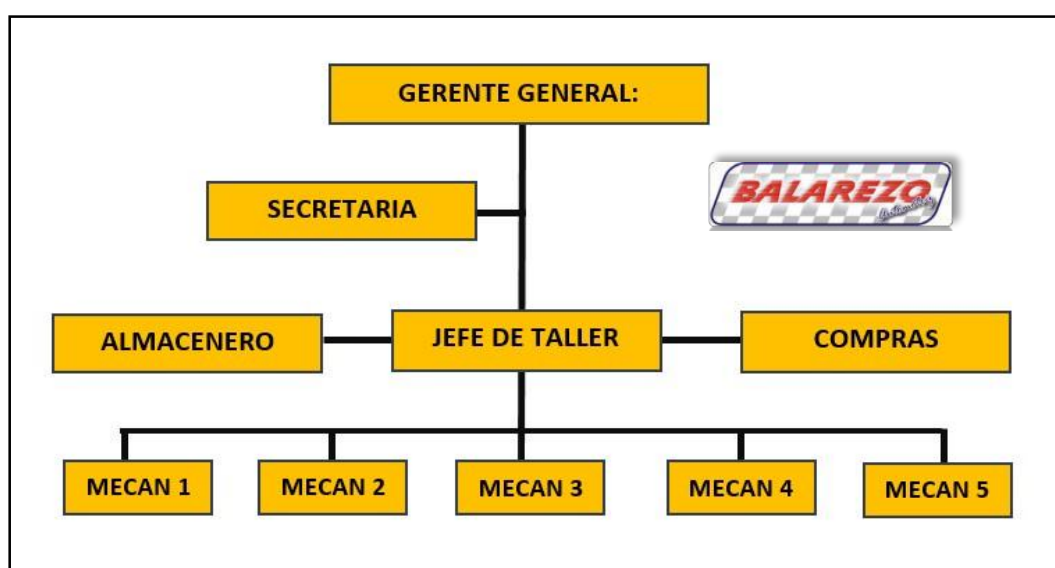 GERENTE GENERAL:
SECRETARIA
BALAREZO
ALMACENERO
JEFE DE TALLER
COMPRAS
MECAN 1
MECAN 2
MECAN 3
MECAN 4
MECAN 5